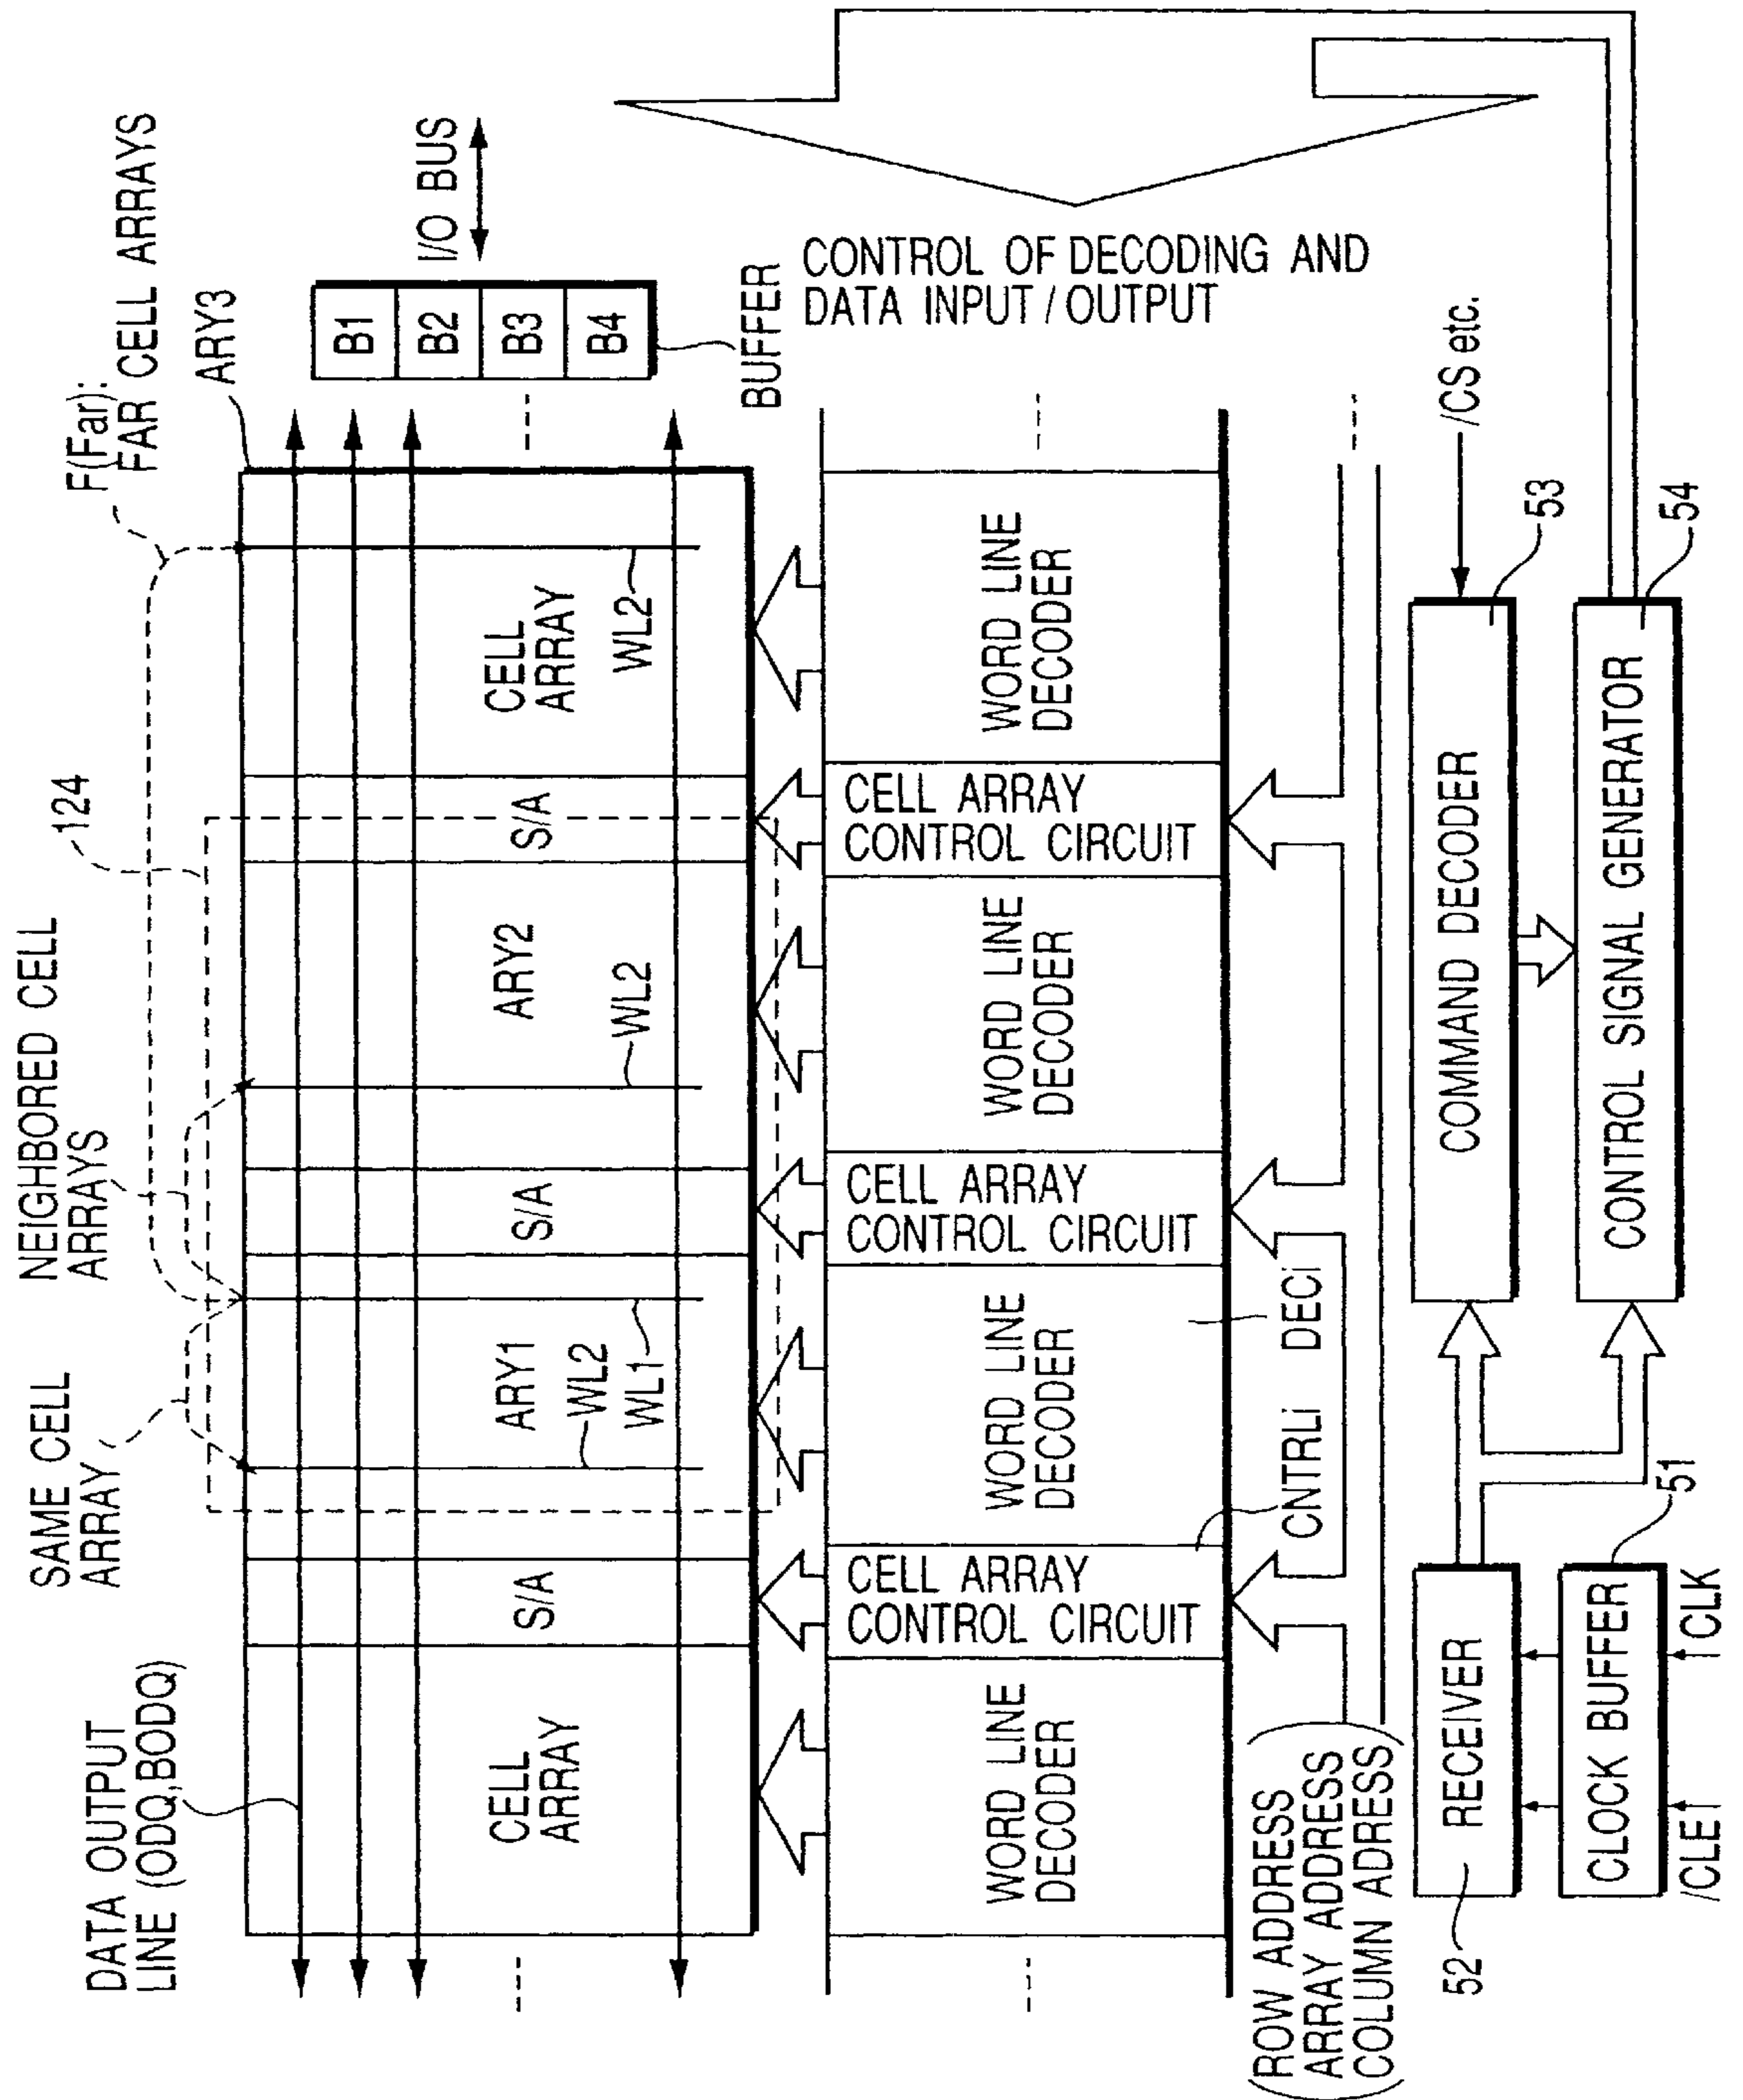 DATA OUTPUT
LINE (ODQ,BODQ)
SAME CELL
ARRAY
NEIGHBORED CELL
ARRAYS
124
F(Far):
FAR CELL ARRAYS
ARY3
CELL
ARRAY
S/A
ARY1
WL2
WL1
S/A
ARY2
WL2
S/A
CELL
ARRAY
WL2
B1
B2
B3
B4
I/O BUS
BUFFER
WORD LINE
DECODER
CELL ARRAY
CONTROL CIRCUIT
WORD LINE
DECODER
CELL ARRAY
CONTROL CIRCUIT
WORD LINE
DECODER
CELL ARRAY
CONTROL CIRCUIT
WORD LINE
DECODER
CONTROL OF DECODING AND
DATA INPUT / OUTPUT
CNTRLi
DECi
ROW ADDRESS
ARRAY ADDRESS
COLUMN ADRESS
52
RECEIVER
CLOCK BUFFER
51
/CLE
CLK
COMMAND DECODER
53
/CS etc.
CONTROL SIGNAL GENERATOR
54